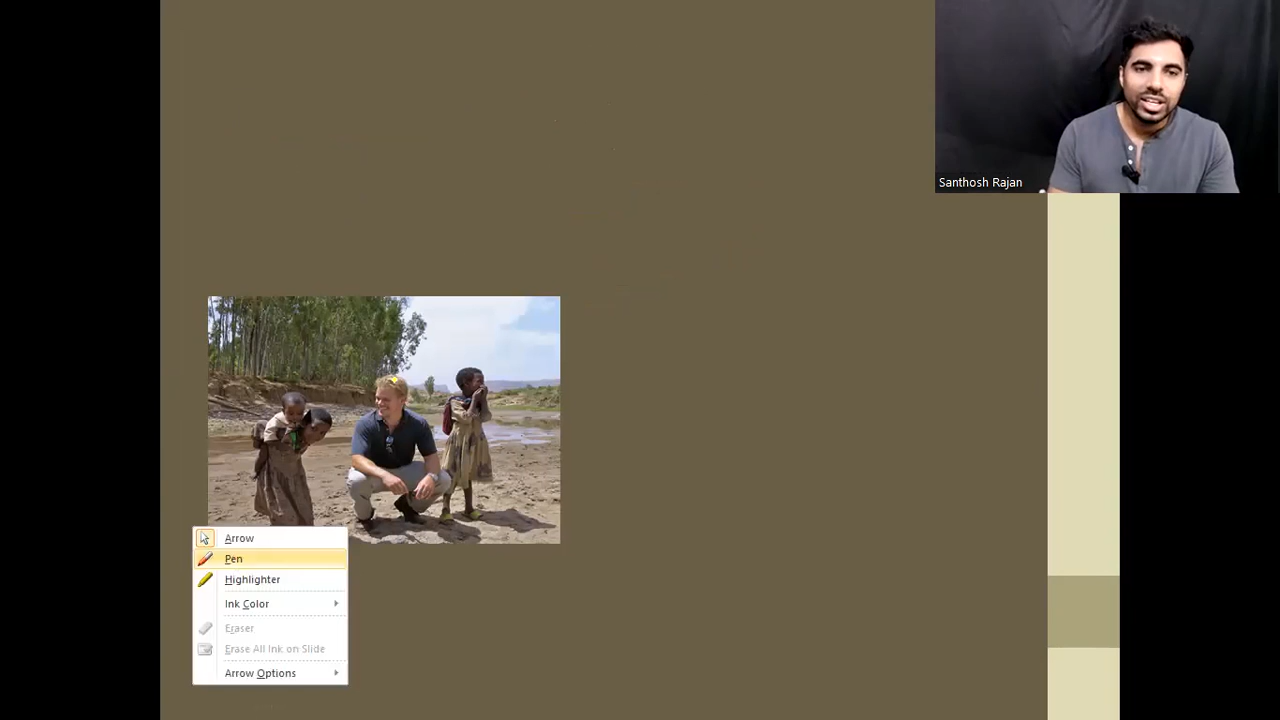 Santhosh Rajan
Arrow
Pen
Highlighter
Ink Color
Eraser
Erase All Ink on Slide
Arrow Options